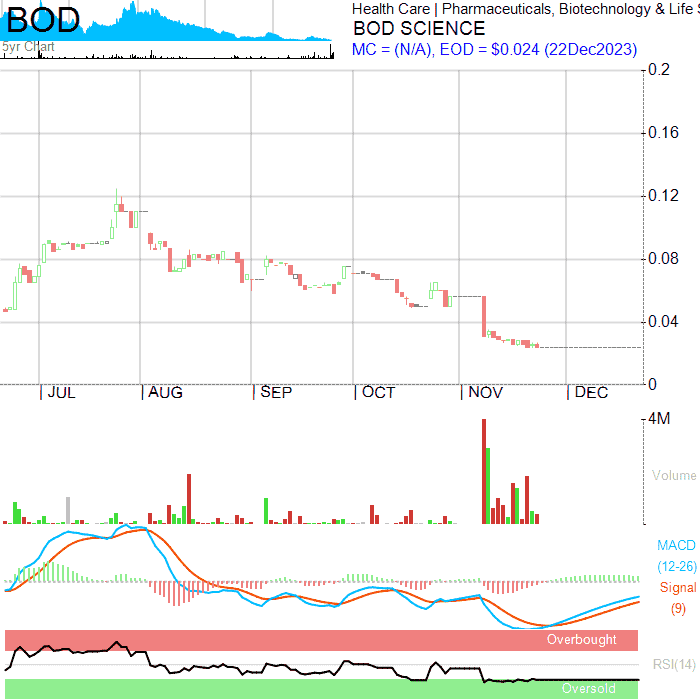 BOD
5yr Chart
Health Care | Pharmaceuticals, Biotechnology & Life S
BOD SCIENCE
MC = (N/A), EOD = $0.024 (22Dec2023)
0.2
0.16
0.12
0.08
0.04
0
JUL AUG SEP OCT NOV DEC
4M
Volume
MACD
(12-26)
Signal
(9)
Overbought
RSI(14)
Oversold